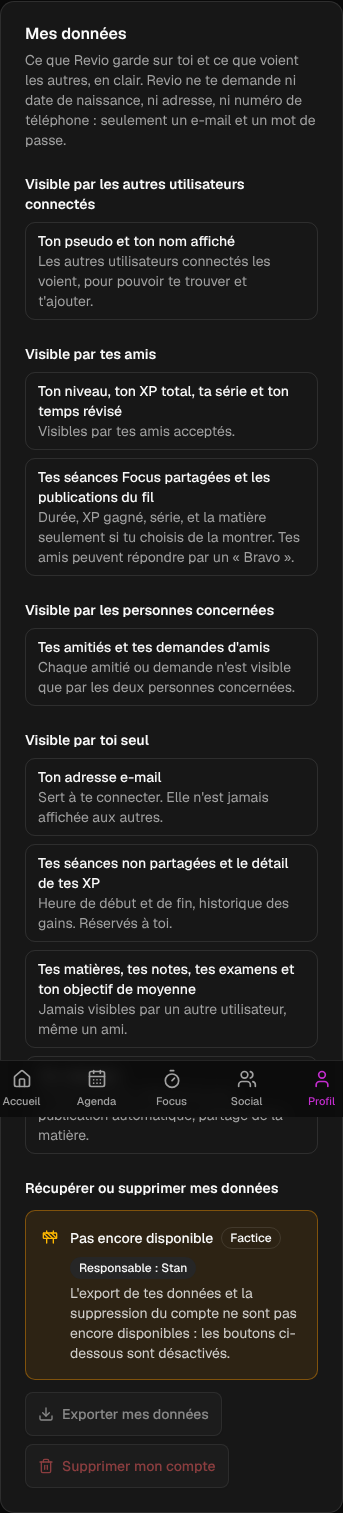 Mes données
Ce que Revio garde sur toi et ce que voient
les autres, en clair. Revio ne te demande ni
date de naissance, ni adresse, ni numéro de
téléphone : seulement un e-mail et un mot de
passe.
Visible par les autres utilisateurs
connectés
Ton pseudo et ton nom affiché
Les autres utilisateurs connectés les
voient, pour pouvoir te trouver et
t'ajouter.
Visible par tes amis
Ton niveau, ton XP total, ta série et ton
temps révisé
Visibles par tes amis acceptés.
Tes séances Focus partagées et les
publications du fil
Durée, XP gagné, série, et la matière
seulement si tu choisis de la montrer. Tes
amis peuvent répondre par un « Bravo ».
Visible par les personnes concernées
Tes amitiés et tes demandes d'amis
Chaque amitié ou demande n'est visible
que par les deux personnes concernées.
Visible par toi seul
Ton adresse e-mail
Sert à te connecter. Elle n'est jamais
affichée aux autres.
Tes séances non partagées et le détail
de tes XP
Heure de début et de fin, historique des
gains. Réservés à toi.
Tes matières, tes notes, tes examens et
ton objectif de moyenne
Jamais visibles par un autre utilisateur,
même un ami.
Accueil
Agenda
Focus
Social
Profil
publication automatique, partage de la
matière.
Récupérer ou supprimer mes données
Pas encore disponible
Factice
Responsable : Stan
L'export de tes données et la
suppression du compte ne sont pas
encore disponibles : les boutons ci-
dessous sont désactivés.
Exporter mes données
Supprimer mon compte